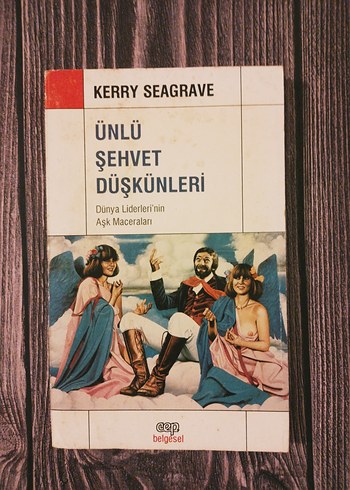 KERRY SEAGRAVE
ÜNLÜ
ŞEHVET
DÜŞKÜNLERİ
Dünya Liderleri'nin
Aşk Maceraları
cep
belgesel